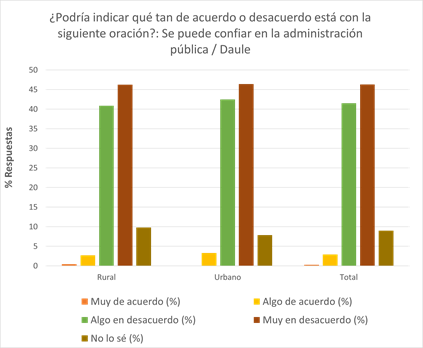 ¿Podría indicar qué tan de acuerdo o desacuerdo está con la
siguiente oración?: Se puede confiar en la administración
pública / Daule
50
45
40
35
30
25
20
15
10
5
0
% Respuestas
Rural Urbano Total
Muy de acuerdo (%) Algo de acuerdo (%)
Algo en desacuerdo (%) Muy en desacuerdo (%)
No lo sé (%)